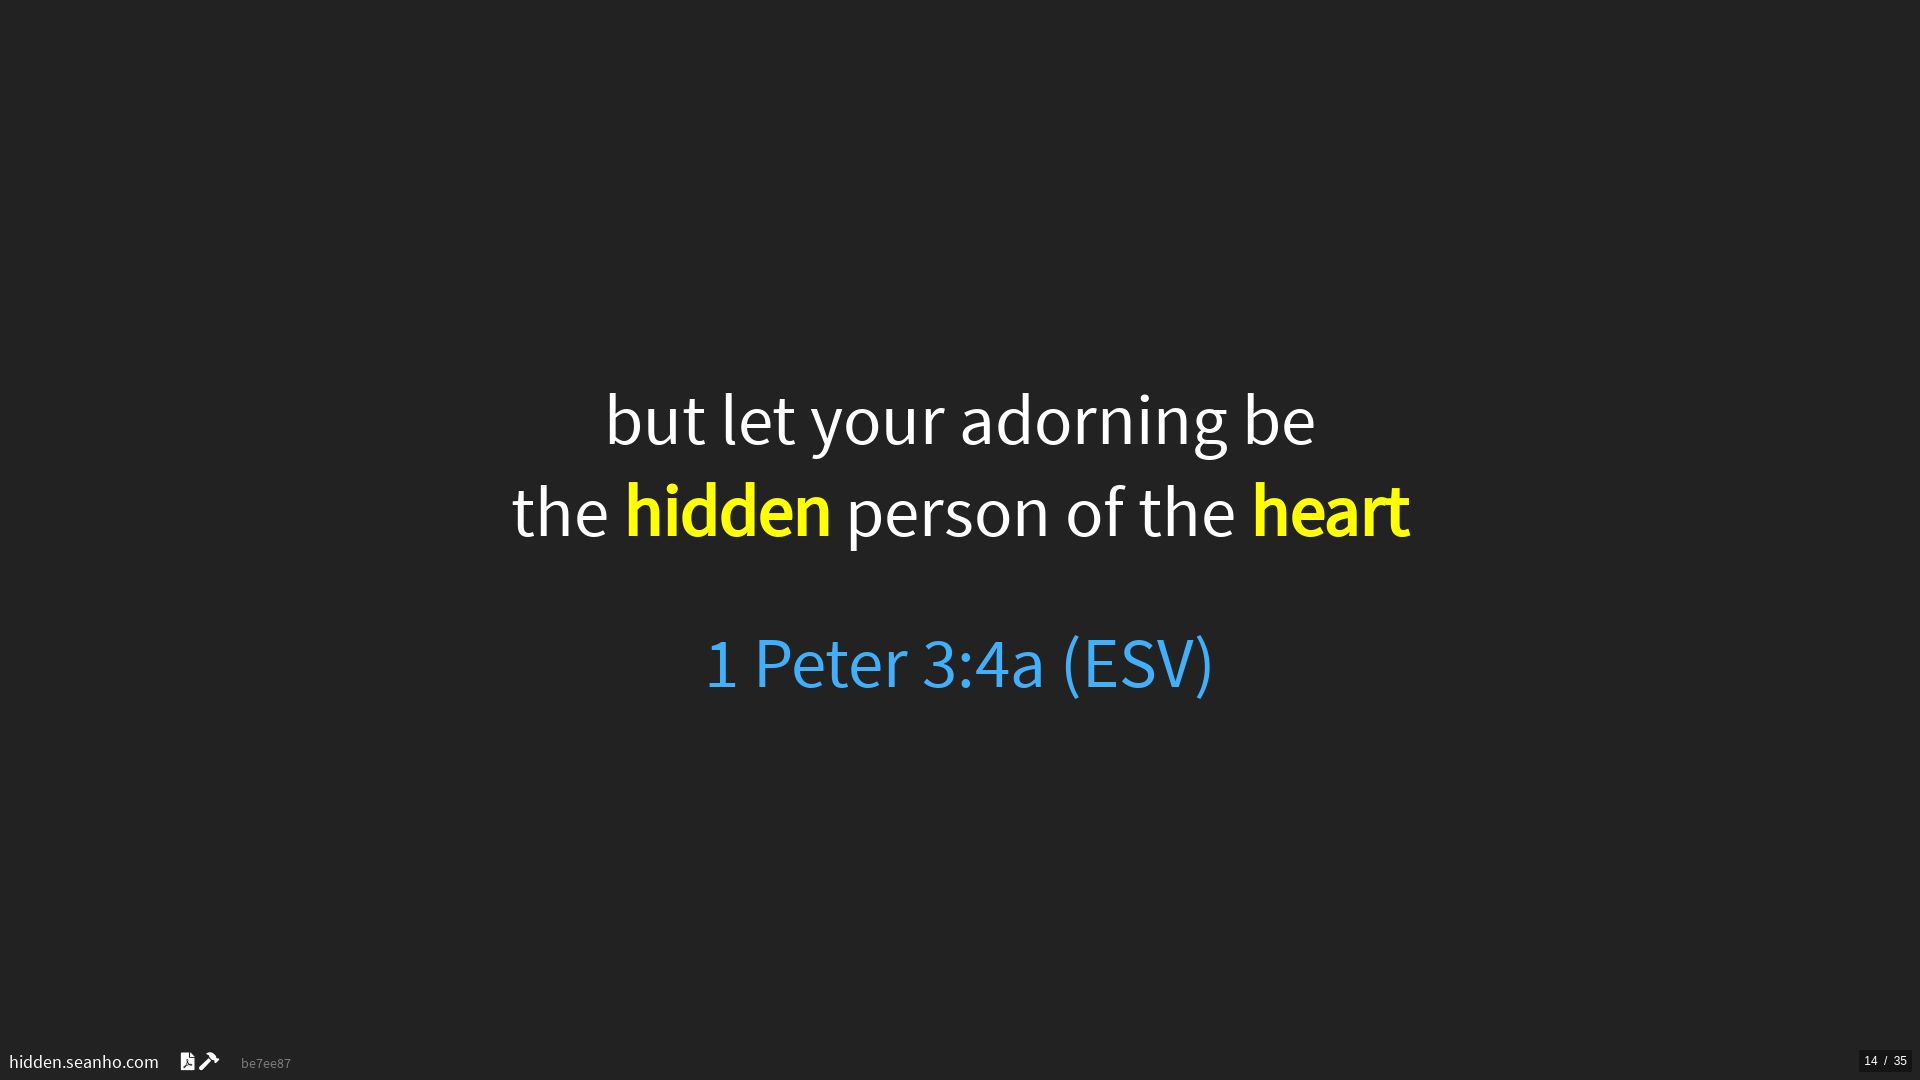 but let your adorning be
the hidden person of the heart
1 Peter 3:4a (ESV)
hidden.seanho.com be7ee87
14 / 35